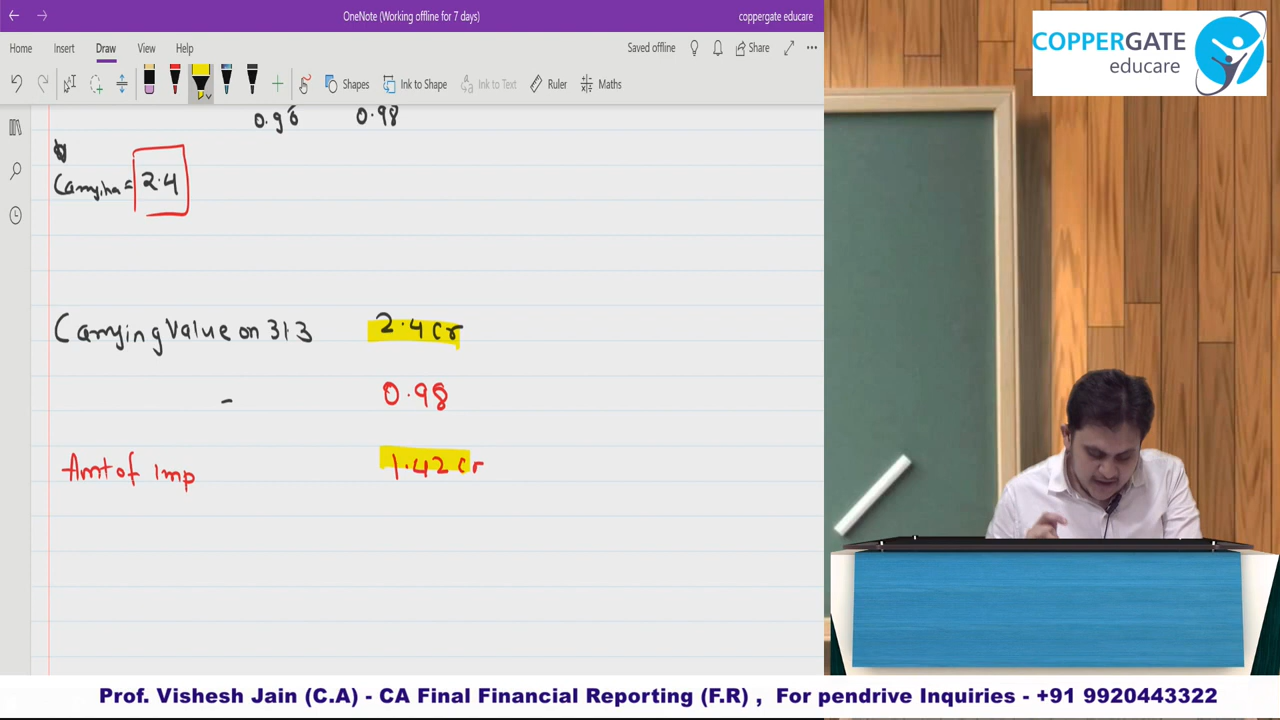 OneNote (Working offline for 7 days)
coppergate educare
Home Insert Draw View Help
Saved offline
Share
Shapes
Ink to Shape
Ink to Text
Ruler
Maths
COPPERGATE
educare
0.98
= 2.4
Carrying Value on 31 3 2.4 cr
- 0.98
Amt of imp 1.42 cr
Prof. Vishesh Jain (C.A) - CA Final Financial Reporting (F.R) , For pendrive Inquiries - +91 9920443322